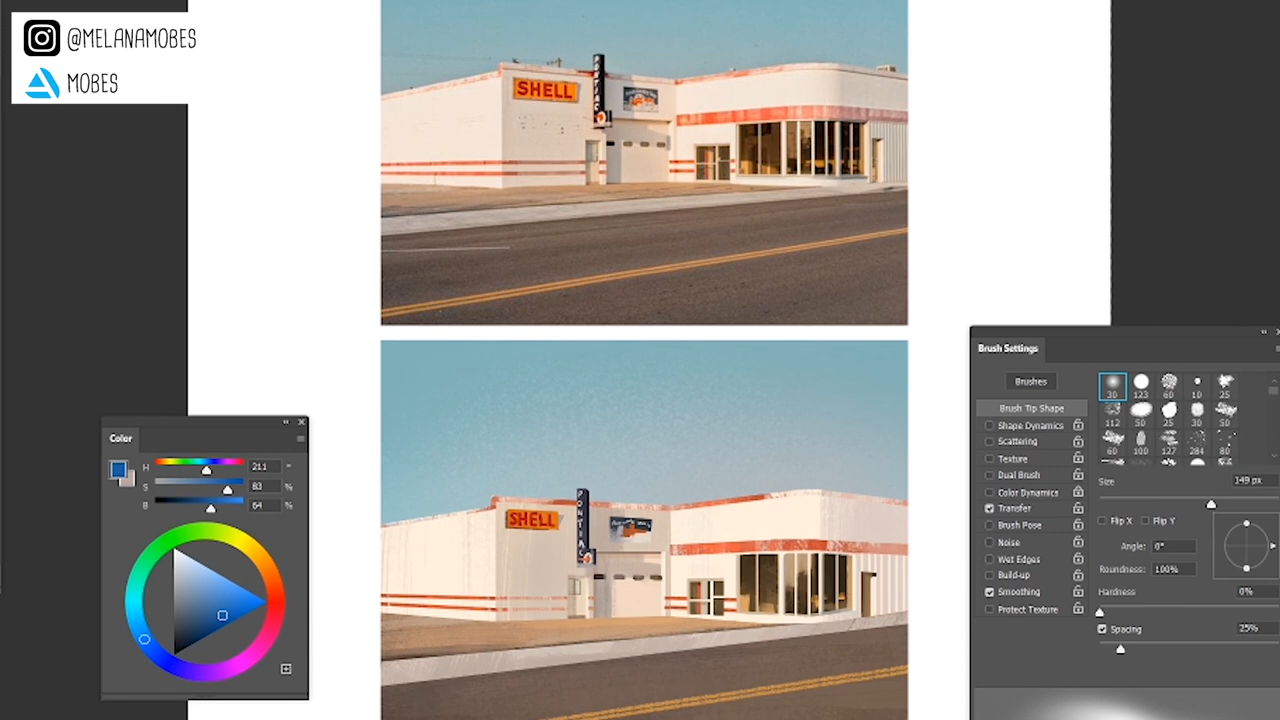 @MELANAMOBES
MOBES
SHELL
PONTIAC
SHELL
PONTIAC
Color
H 211 °
S 83 %
B 64 %
Brush Settings
Brushes
Brush Tip Shape
Shape Dynamics
Scattering
Texture
Dual Brush
Color Dynamics
Transfer
Brush Pose
Noise
Wet Edges
Build-up
Smoothing
Protect Texture
30 123 60 10 25
112 50 25 30 50
60 100 127 284 80
Size 149 px
Flip X Flip Y
Angle: 0°
Roundness: 100%
Hardness 0%
Spacing 25%